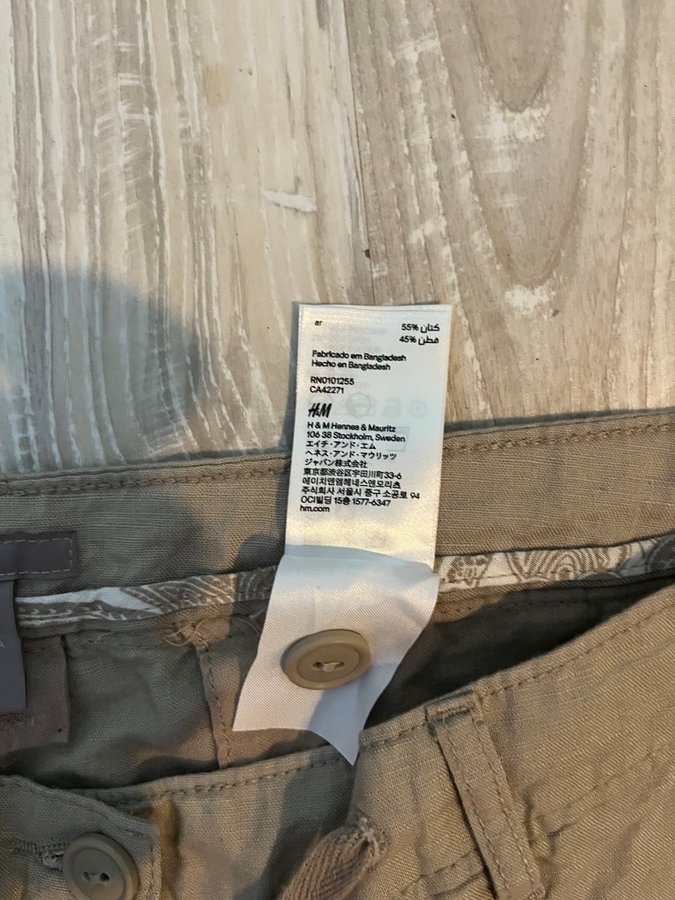 ar
55% كتان
45% قطن
Fabricado em Bangladesh
Hecho en Bangladesh
RN0101255
CA42271
H&M
H & M Hennes & Mauritz
106 38 Stockholm, Sweden
エイチ・アンド・エム
ヘネス・アンド・マウリッツ
ジャパン株式会社
東京都渋谷区宇田川町33-6
에이치앤엠헤네스앤모리츠
주식회사 서울시 중구 소공로 94
OCI빌딩 15층 1577-6347
hm.com